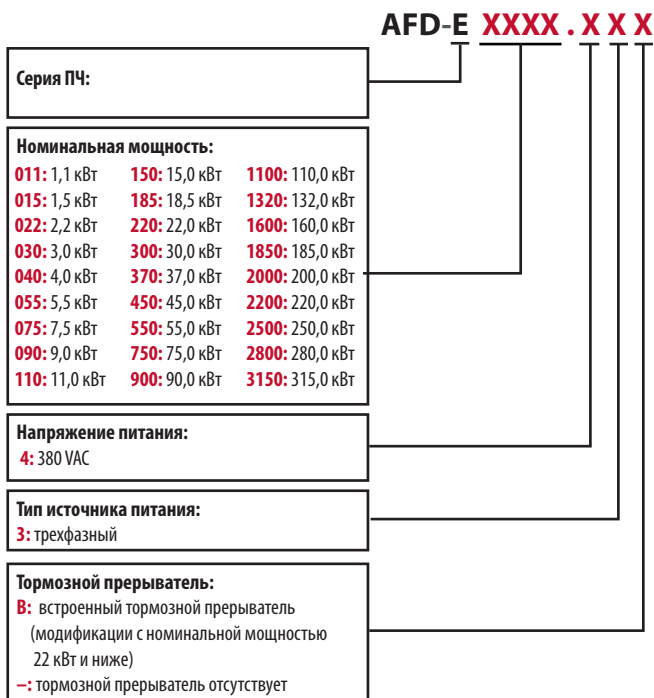 AFD-E XXXX . X X X
Серия ПЧ:
Номинальная мощность:
011: 1,1 кВт 150: 15,0 кВт 1100: 110,0 кВт
015: 1,5 кВт 185: 18,5 кВт 1320: 132,0 кВт
022: 2,2 кВт 220: 22,0 кВт 1600: 160,0 кВт
030: 3,0 кВт 300: 30,0 кВт 1850: 185,0 кВт
040: 4,0 кВт 370: 37,0 кВт 2000: 200,0 кВт
055: 5,5 кВт 450: 45,0 кВт 2200: 220,0 кВт
075: 7,5 кВт 550: 55,0 кВт 2500: 250,0 кВт
090: 9,0 кВт 750: 75,0 кВт 2800: 280,0 кВт
110: 11,0 кВт 900: 90,0 кВт 3150: 315,0 кВт
Напряжение питания:
4: 380 VAC
Тип источника питания:
3: трехфазный
Тормозной прерыватель:
B: встроенный тормозной прерыватель
(модификации с номинальной мощностью
22 кВт и ниже)
–: тормозной прерыватель отсутствует